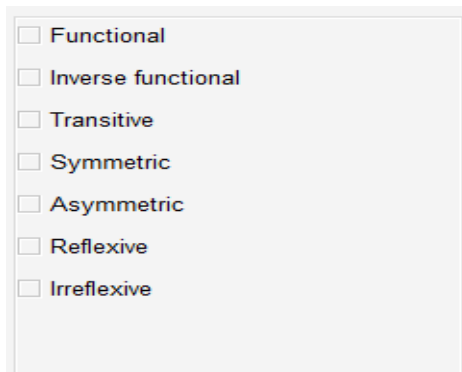 Functional
Inverse functional
Transitive
Symmetric
Asymmetric
Reflexive
Irreflexive